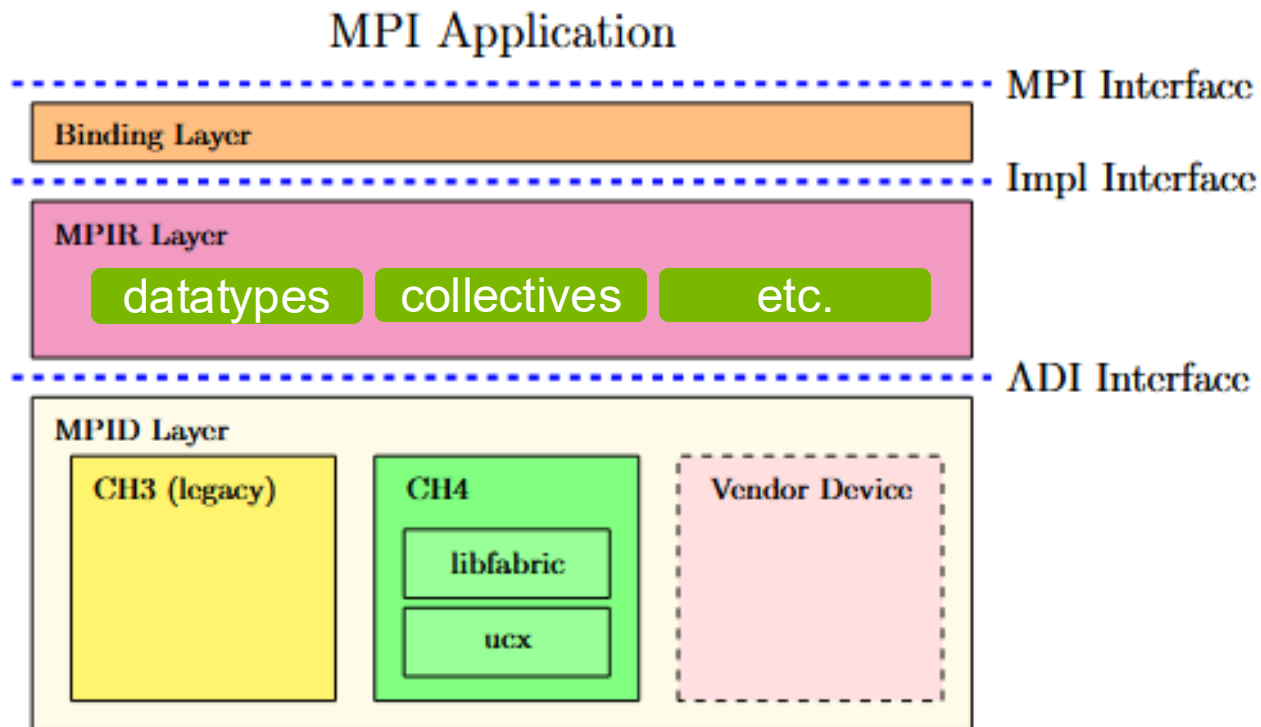 MPI Application
MPI Interface
Binding Layer
Impl Interface
MPIR Layer
datatypes collectives etc.
ADI Interface
MPID Layer
CH3 (legacy) CH4 Vendor Device
libfabric
ucx